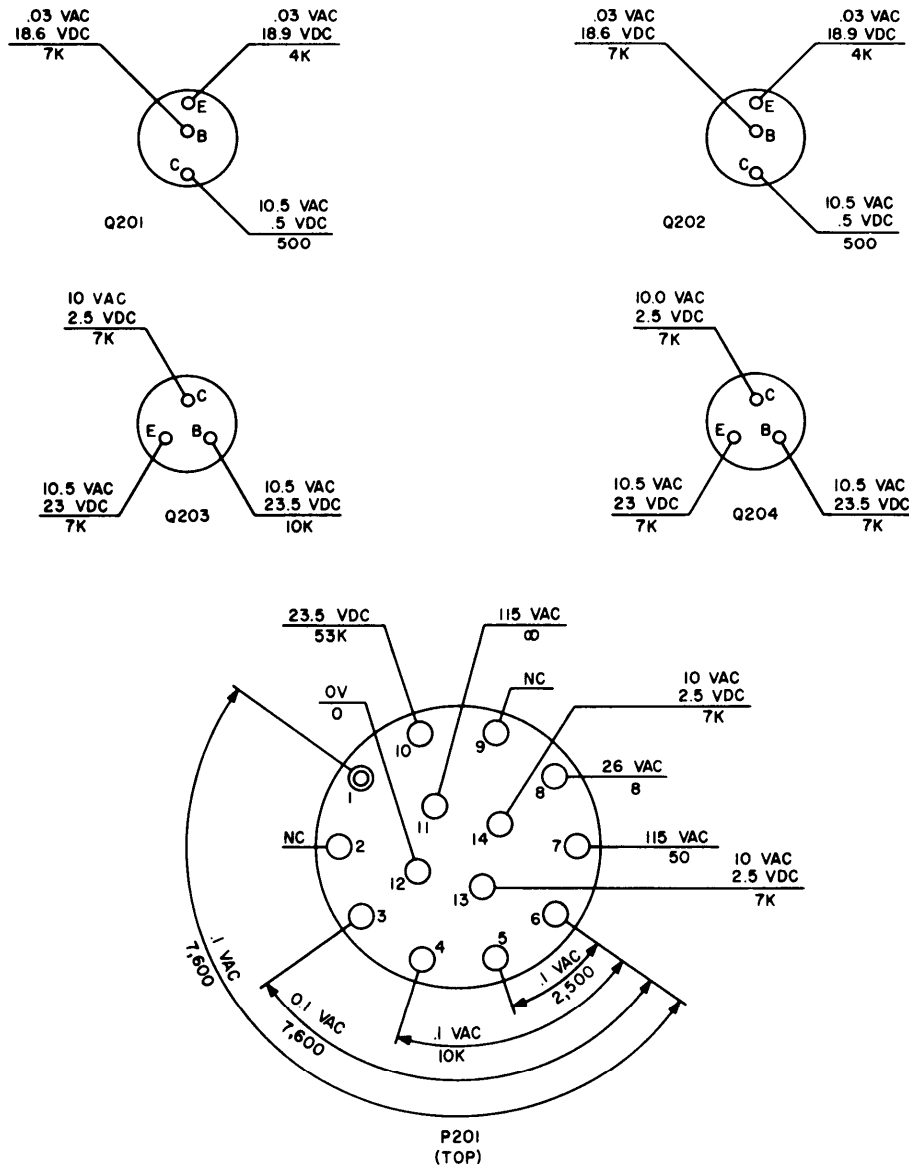 .03 VAC
18.6 VDC
7K
.03 VAC
18.9 VDC
4K
E
B
C
10.5 VAC
.5 VDC
500
Q201
.03 VAC
18.6 VDC
7K
.03 VAC
18.9 VDC
4K
E
B
C
10.5 VAC
.5 VDC
500
Q202
10 VAC
2.5 VDC
7K
C
E B
10.5 VAC
23 VDC
7K
Q203
10.5 VAC
23.5 VDC
10K
10.0 VAC
2.5 VDC
7K
C
E B
10.5 VAC
23 VDC
7K
Q204
10.5 VAC
23.5 VDC
7K
23.5 VDC
53K
115 VAC
∞
0V
0
NC
10 VAC
2.5 VDC
7K
10
9
1
8
26 VAC
8
11
14
NC
2
7
115 VAC
50
12
13
10 VAC
2.5 VDC
7K
3
6
4
5
.1 VAC
2,500
.1 VAC
7,600
0.1 VAC
7,600
.1 VAC
10K
P201
(TOP)